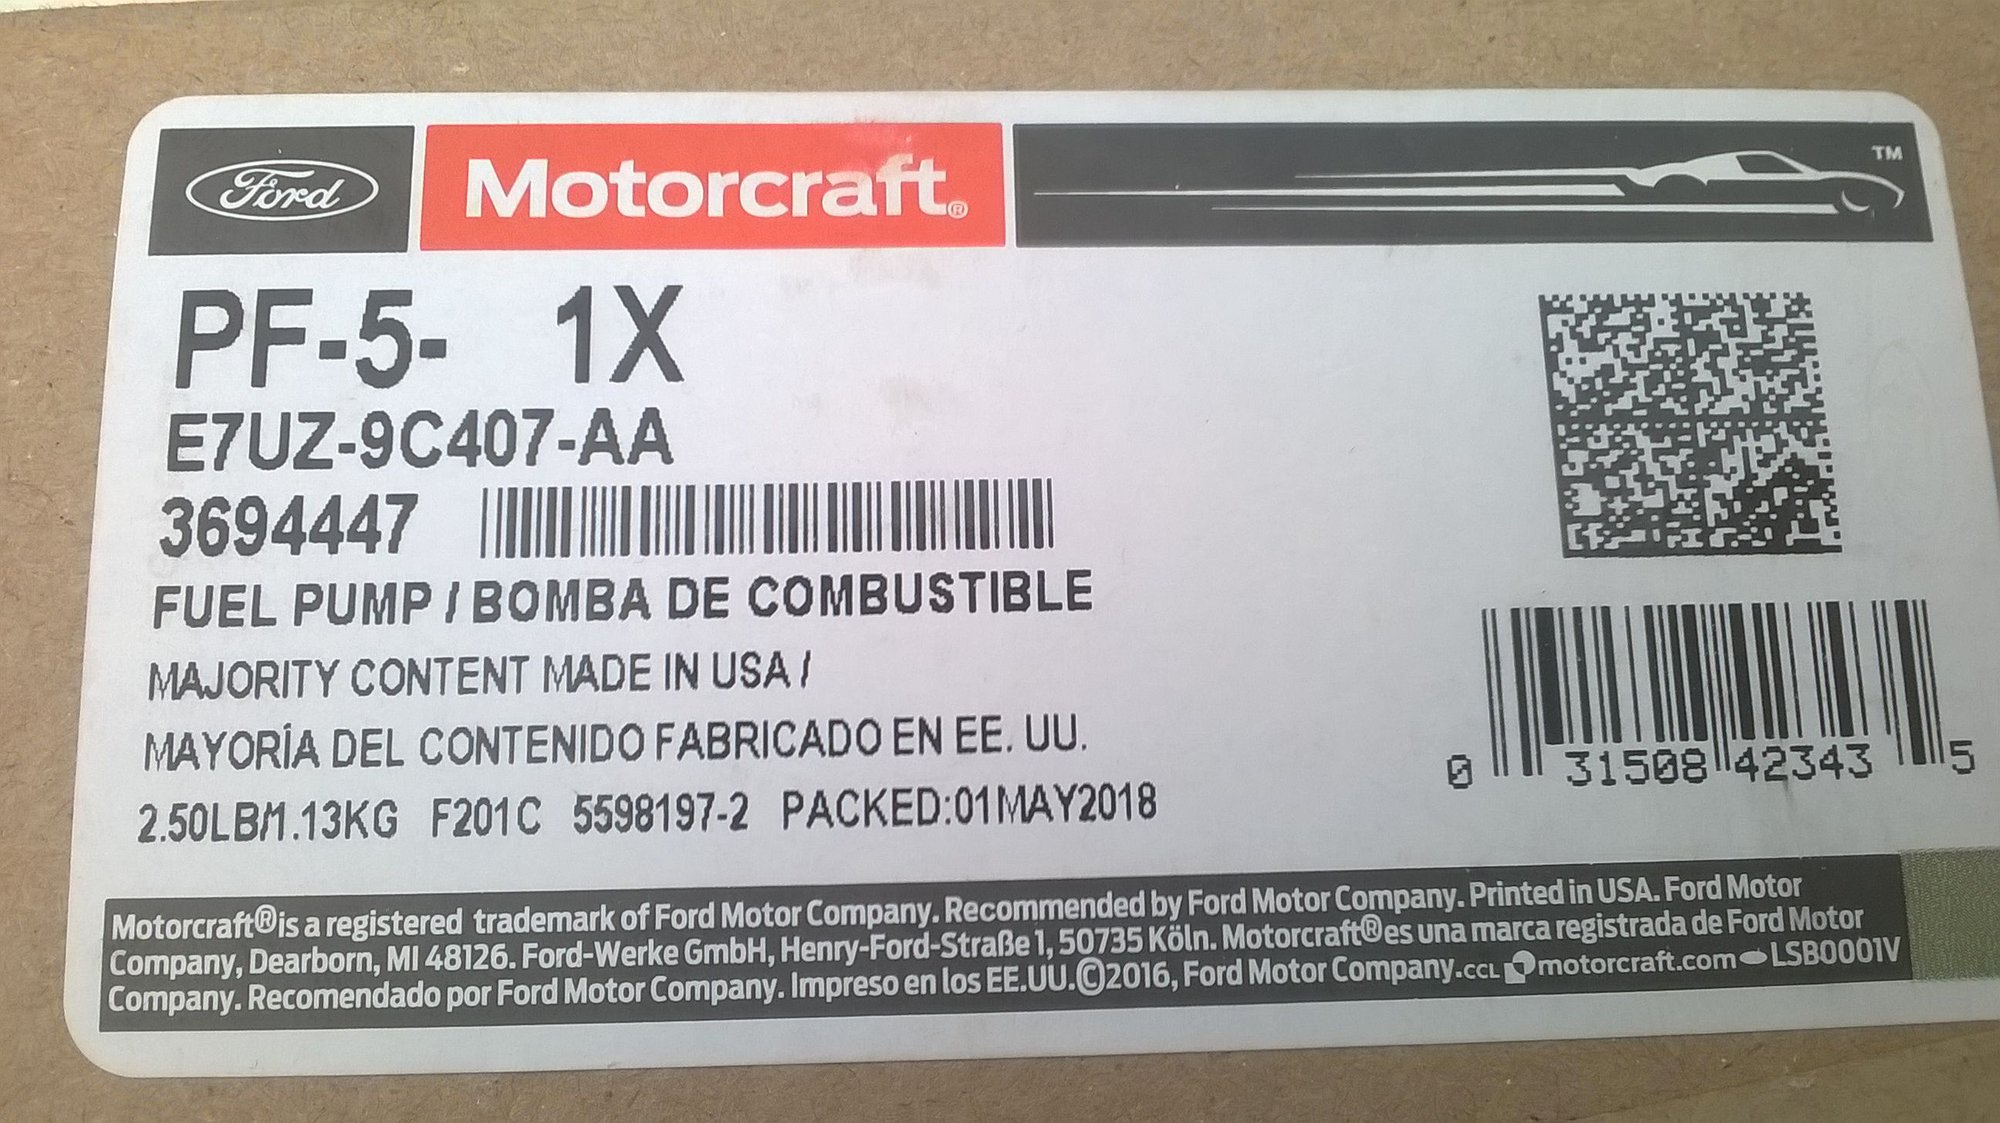 Ford Motorcraft® TM
PF-5- 1X
E7UZ-9C407-AA
3694447
FUEL PUMP / BOMBA DE COMBUSTIBLE
MAJORITY CONTENT MADE IN USA /
MAYORÍA DEL CONTENIDO FABRICADO EN EE. UU.
2.50LB/1.13KG F201C 5598197-2 PACKED:01MAY2018
0 31508 42343 5
Motorcraft® is a registered trademark of Ford Motor Company. Recommended by Ford Motor Company. Printed in USA. Ford Motor
Company, Dearborn, MI 48126. Ford-Werke GmbH, Henry-Ford-Straße 1, 50735 Köln. Motorcraft® es una marca registrada de Ford Motor
Company. Recomendado por Ford Motor Company. Impreso en los EE.UU. ©2016, Ford Motor Company. CCL motorcraft.com LSB0001V